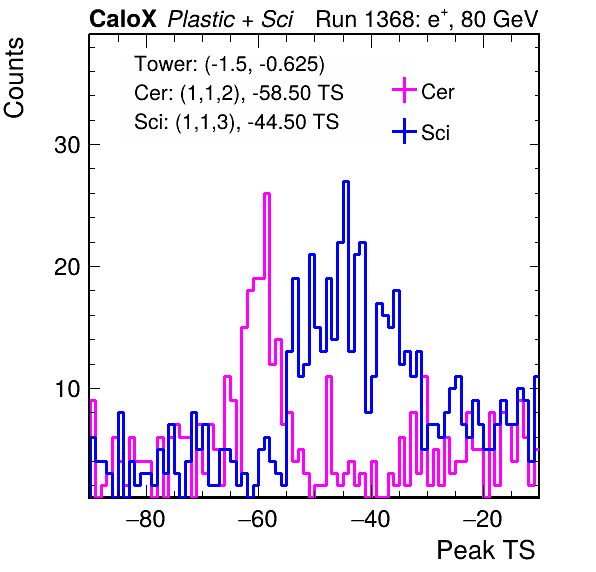 CaloX Plastic + Sci Run 1368: e⁺, 80 GeV
Tower: (-1.5, -0.625)
Cer: (1,1,2), -58.50 TS
Sci: (1,1,3), -44.50 TS
Cer
Sci
Counts
30
20
10
−80 −60 −40 −20
Peak TS